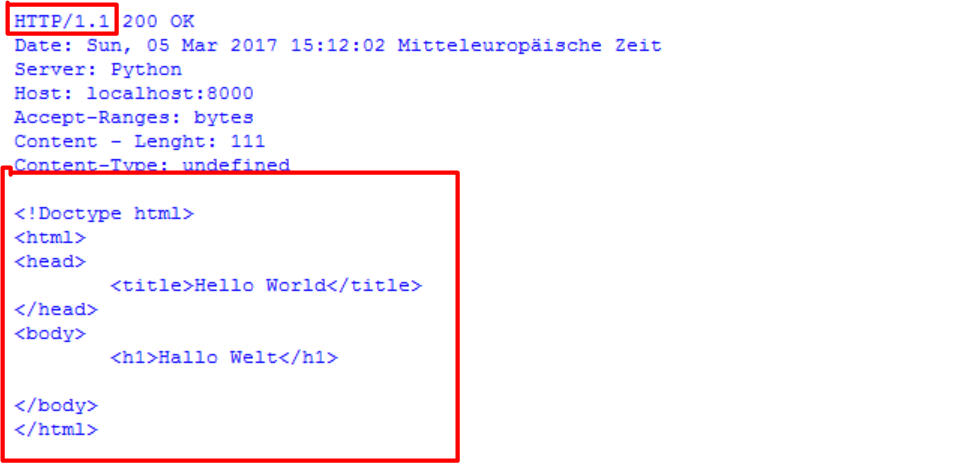 HTTP/1.1 200 OK
Date: Sun, 05 Mar 2017 15:12:02 Mitteleuropäische Zeit
Server: Python
Host: localhost:8000
Accept-Ranges: bytes
Content - Lenght: 111
Content-Type: undefined

<!Doctype html>
<html>
<head>
        <title>Hello World</title>
</head>
<body>
        <h1>Hallo Welt</h1>

</body>
</html>